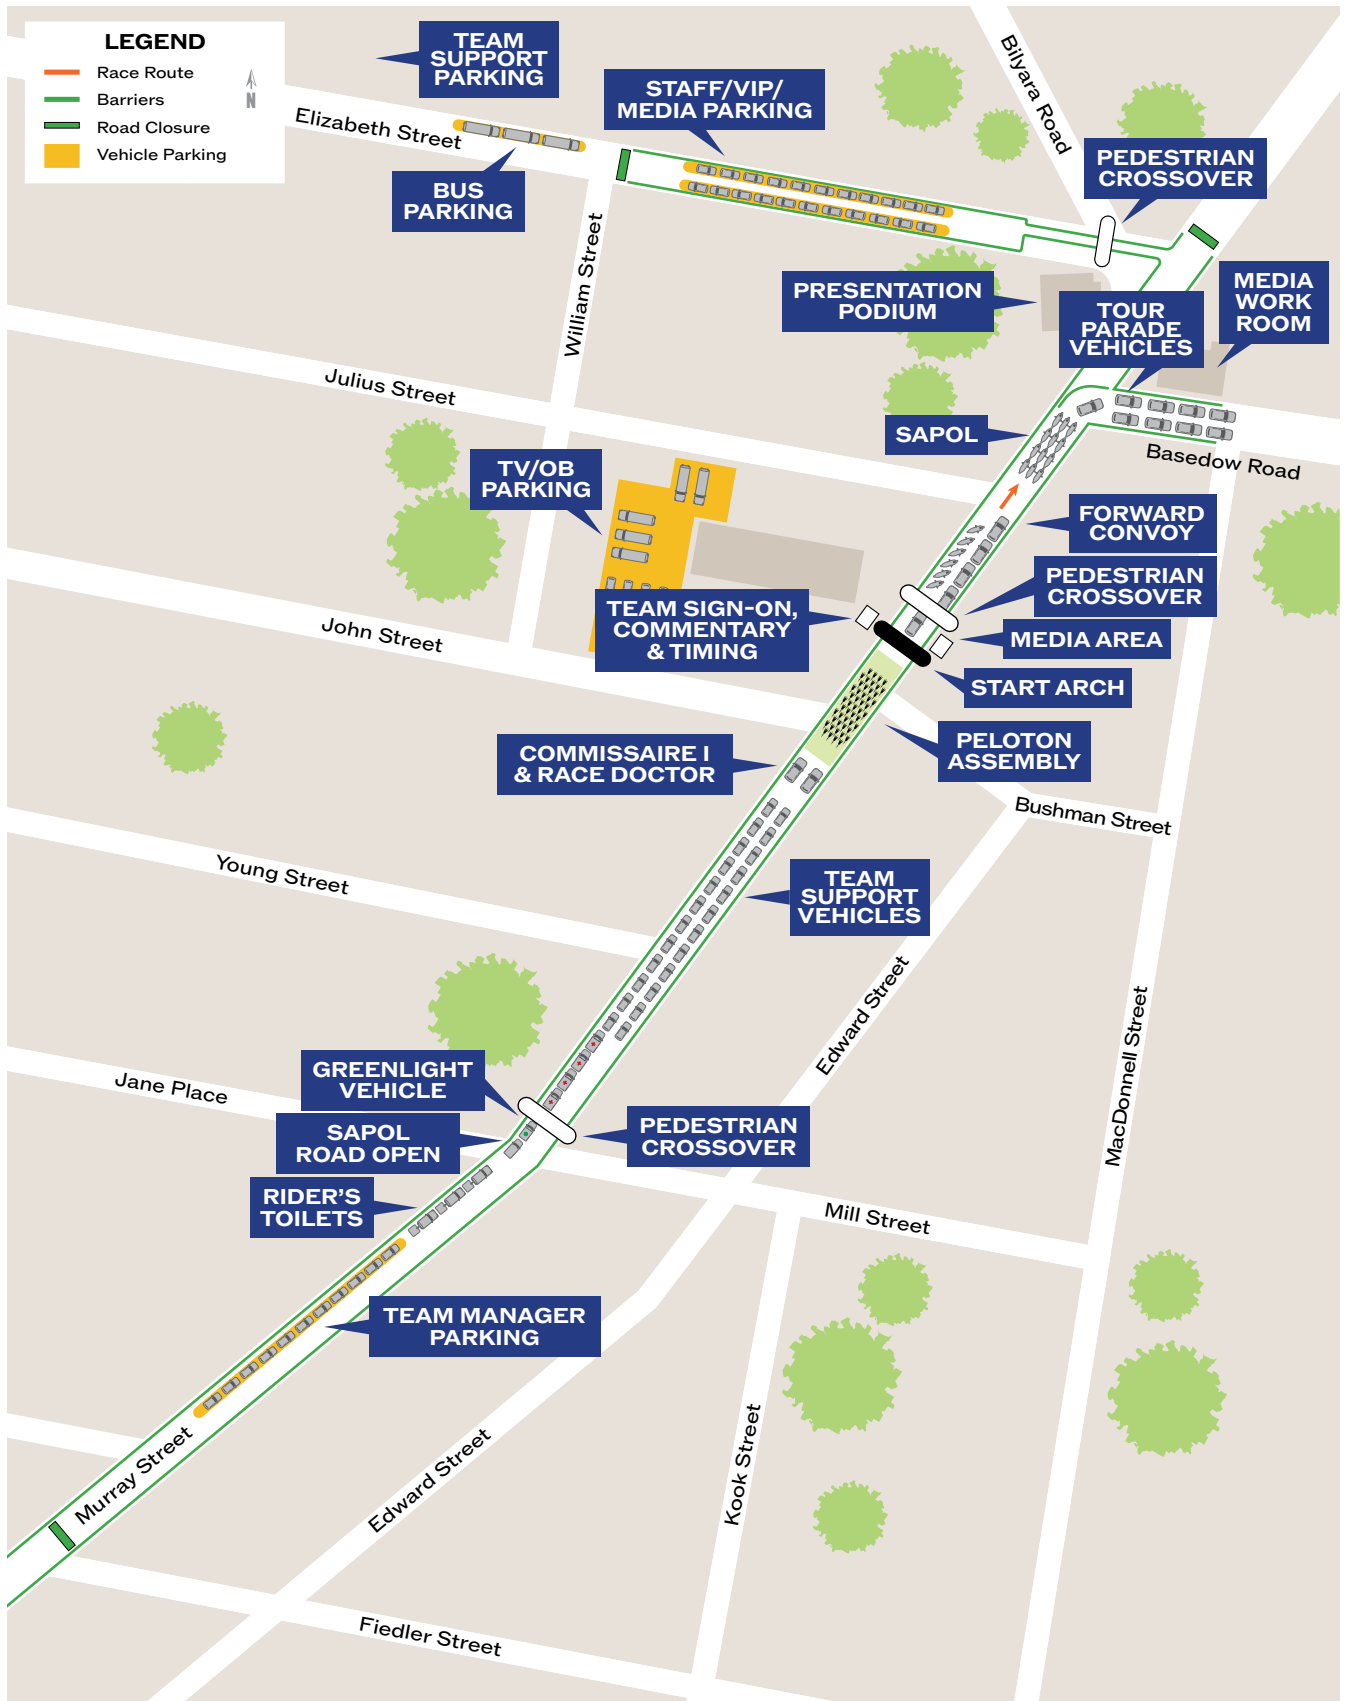 LEGEND
Race Route
Barriers
Road Closure
Vehicle Parking
N
TEAM
SUPPORT
PARKING
STAFF/VIP/
MEDIA PARKING
Bilyara Road
Elizabeth Street
PEDESTRIAN
CROSSOVER
BUS
PARKING
William Street
PRESENTATION
PODIUM
MEDIA
WORK
ROOM
TOUR
PARADE
VEHICLES
Julius Street
SAPOL
Basedow Road
TV/OB
PARKING
FORWARD
CONVOY
PEDESTRIAN
CROSSOVER
TEAM SIGN-ON,
COMMENTARY
& TIMING
MEDIA AREA
John Street
START ARCH
COMMISSAIRE I
& RACE DOCTOR
PELOTON
ASSEMBLY
Bushman Street
Young Street
TEAM
SUPPORT
VEHICLES
Edward Street
MacDonnell Street
GREENLIGHT
VEHICLE
Jane Place
SAPOL
ROAD OPEN
PEDESTRIAN
CROSSOVER
RIDER'S
TOILETS
Mill Street
TEAM MANAGER
PARKING
Murray Street
Edward Street
Kook Street
Fiedler Street